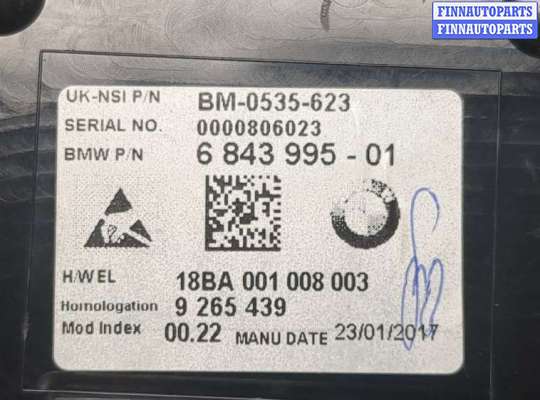 FINNAUTOPARTS
FINNAUTOPARTS
UK-NSI P/N BM-0535-623
SERIAL NO. 0000806023
BMW P/N 6 843 995 - 01
H/W EL 18BA 001 008 003
Homologation 9 265 439
Mod Index 00.22 MANU DATE 23/01/2017